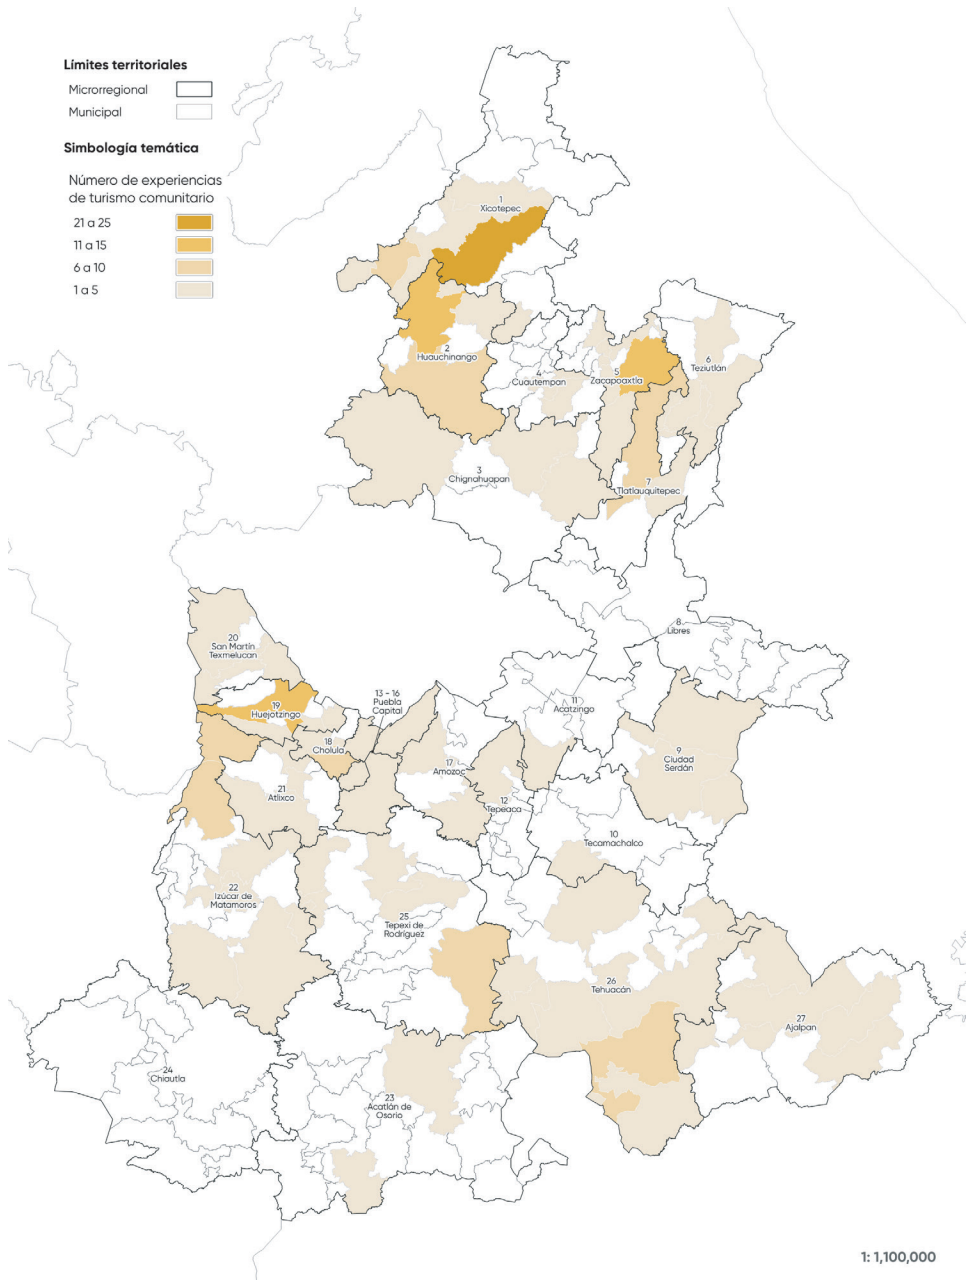 Límites territoriales
Microrregional
Municipal
Simbología temática
Número de experiencias
de turismo comunitario
21 a 25
11 a 15
6 a 10
1 a 5
1
Xicotepec
2
Huauchinango
4
Cuautempan
5
Zacapoaxtla
6
Teziutlán
3
Chignahuapan
7
Tlatlauquitepec
8
Libres
20
San Martín
Texmelucan
19
Huejotzingo
13 - 16
Puebla
Capital
18
Cholula
11
Acatzingo
9
Ciudad
Serdán
17
Amozoc
21
Atlixco
12
Tepeaca
10
Tecamachalco
22
Izúcar de
Matamoros
25
Tepexi de
Rodríguez
26
Tehuacán
27
Ajalpan
24
Chiautla
23
Acatlán de
Osorio
1: 1,100,000